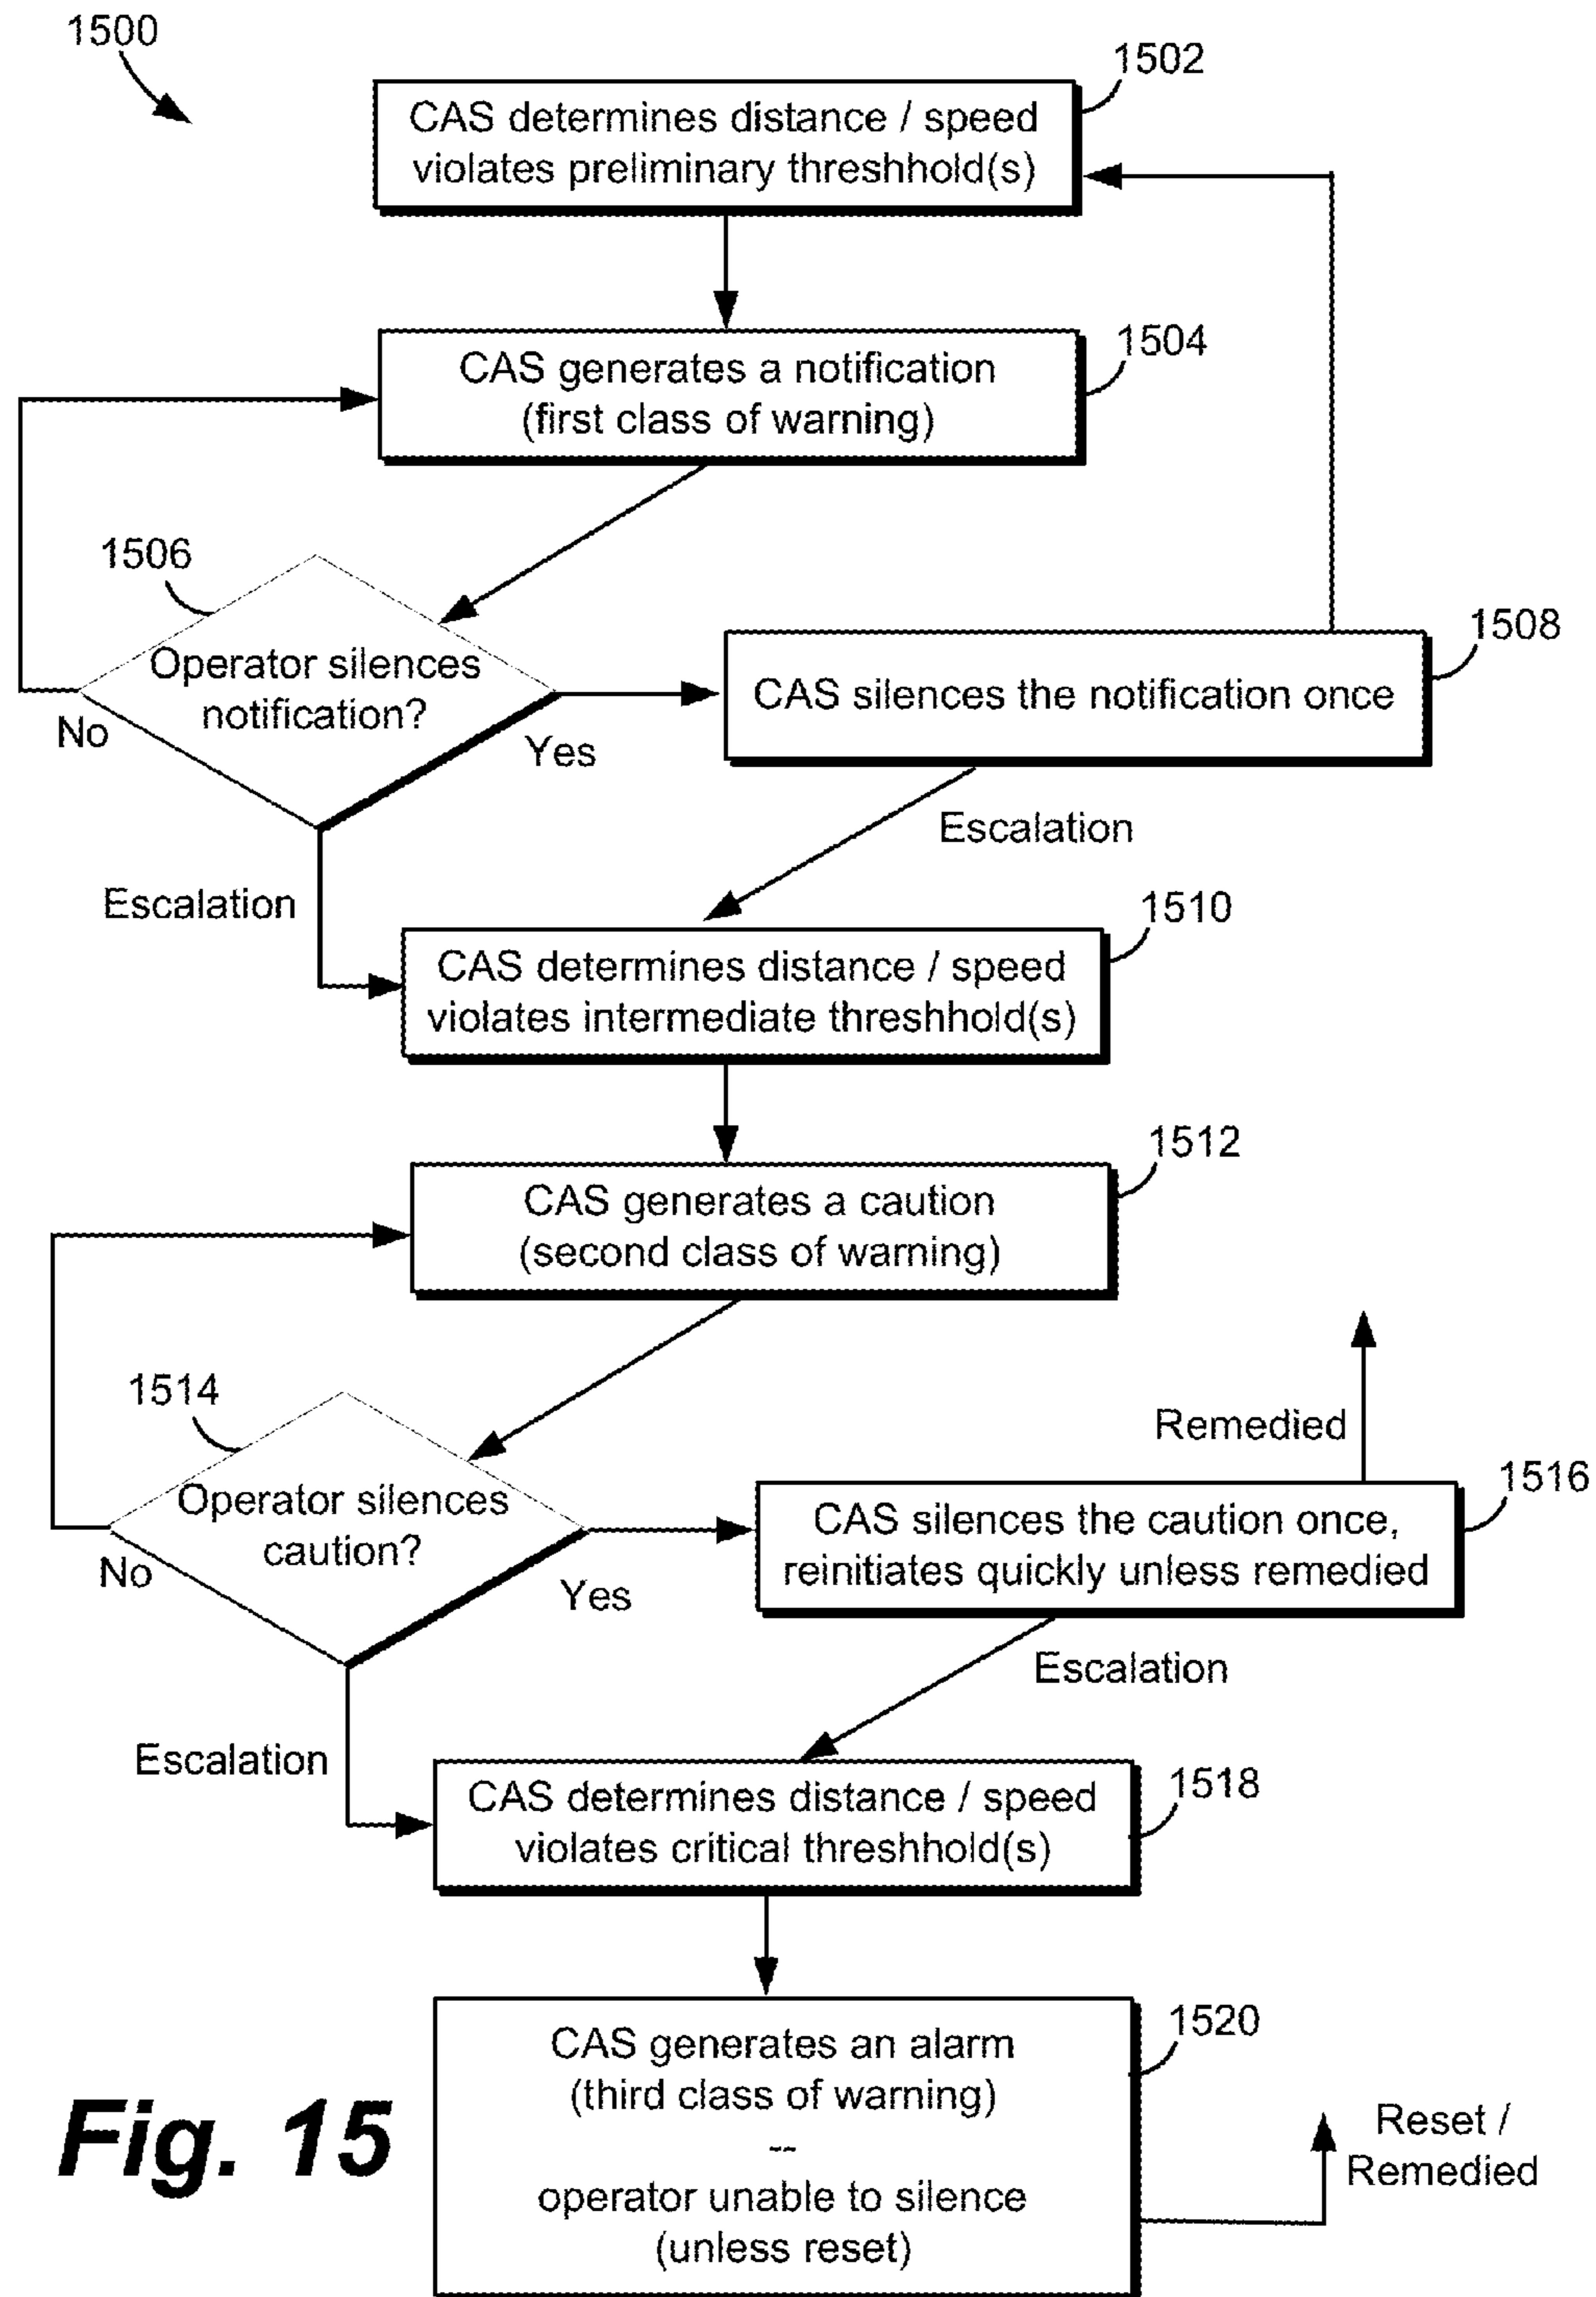 1500
1502
CAS determines distance / speed
violates preliminary threshhold(s)
1504
CAS generates a notification
(first class of warning)
1506
Operator silences
notification?
No
Yes
1508
CAS silences the notification once
Escalation
Escalation
1510
CAS determines distance / speed
violates intermediate threshhold(s)
1512
CAS generates a caution
(second class of warning)
1514
Operator silences
caution?
No
Yes
Remedied
1516
CAS silences the caution once,
reinitiates quickly unless remedied
Escalation
Escalation
1518
CAS determines distance / speed
violates critical threshhold(s)
1520
CAS generates an alarm
(third class of warning)
--
operator unable to silence
(unless reset)
Reset /
Remedied
Fig. 15